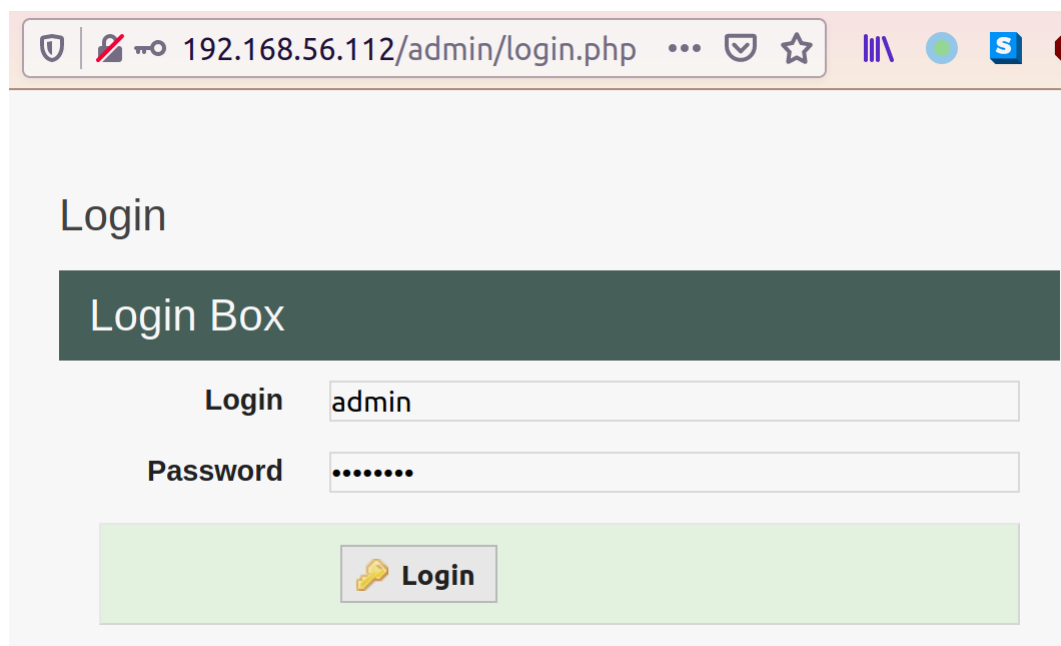 192.168.56.112/admin/login.php
S
Login
Login Box
Login admin
Password ••••••••
Login